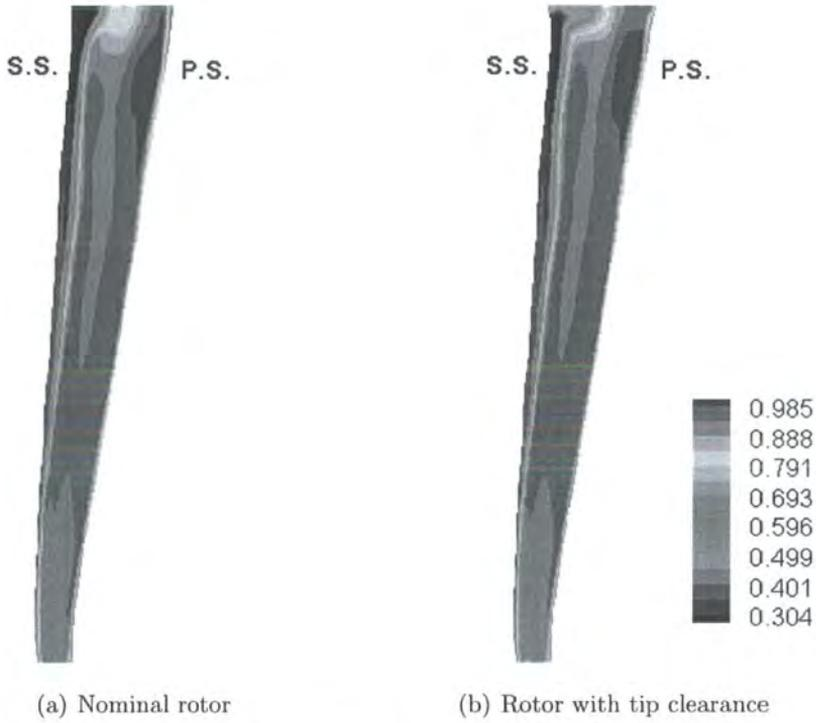 S.S.
P.S.
S.S.
P.S.
0.985
0.888
0.791
0.693
0.596
0.499
0.401
0.304
(a) Nominal rotor
(b) Rotor with tip clearance